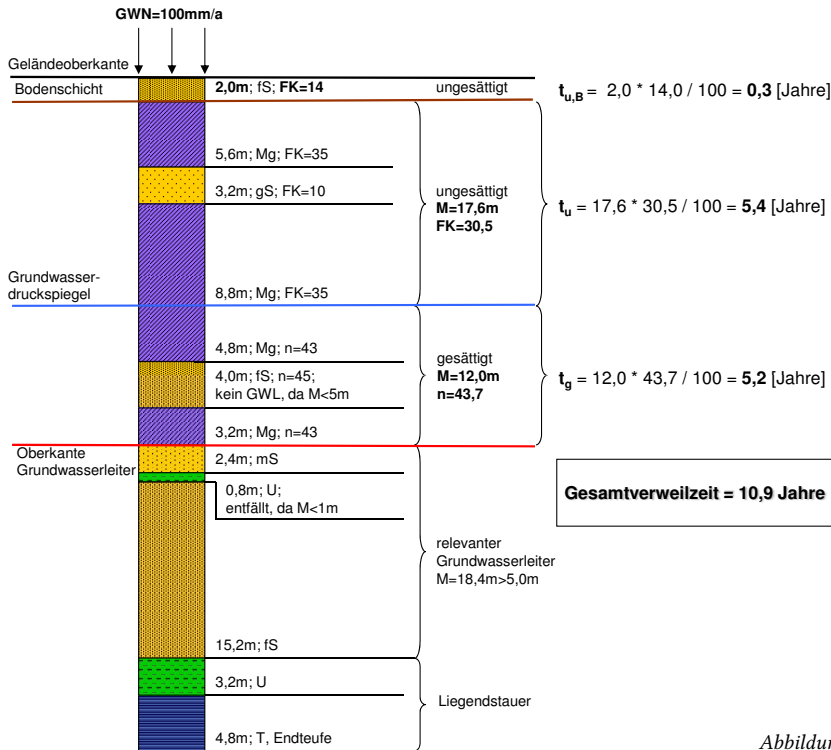 GWN=100mm/a
Geländeoberkante
Bodenschicht
2,0m; fS; FK=14
ungesättigt
t u,B = 2,0 * 14,0 / 100 = 0,3 [Jahre]
5,6m; Mg; FK=35
3,2m; gS; FK=10
ungesättigt
M=17,6m
FK=30,5
t u = 17,6 * 30,5 / 100 = 5,4 [Jahre]
Grundwasser-
druckspiegel
8,8m; Mg; FK=35
4,8m; Mg; n=43
4,0m; fS; n=45;
kein GWL, da M<5m
gesättigt
M=12,0m
n=43,7
t g = 12,0 * 43,7 / 100 = 5,2 [Jahre]
3,2m; Mg; n=43
Oberkante
Grundwasserleiter
2,4m; mS
0,8m; U;
entfällt, da M<1m
Gesamtverweilzeit = 10,9 Jahre
relevanter
Grundwasserleiter
M=18,4m>5,0m
15,2m; fS
3,2m; U
Liegendstauer
4,8m; T, Endteufe